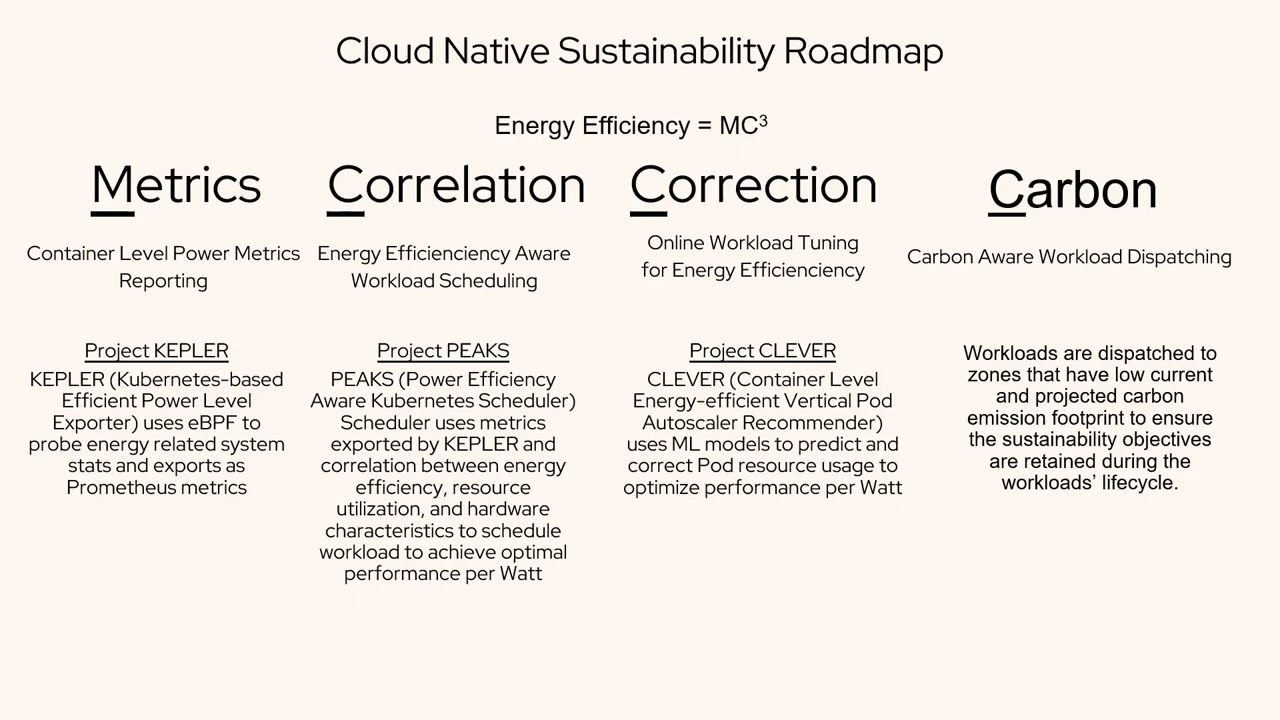 Cloud Native Sustainability Roadmap
Energy Efficiency = MC³
Metrics
Container Level Power Metrics
Reporting
Project KEPLER
KEPLER (Kubernetes-based
Efficient Power Level
Exporter) uses eBPF to
probe energy related system
stats and exports as
Prometheus metrics
Correlation
Energy Efficienciency Aware
Workload Scheduling
Project PEAKS
PEAKS (Power Efficiency
Aware Kubernetes Scheduler)
Scheduler uses metrics
exported by KEPLER and
correlation between energy
efficiency, resource
utilization, and hardware
characteristics to schedule
workload to achieve optimal
performance per Watt
Correction
Online Workload Tuning
for Energy Efficienciency
Project CLEVER
CLEVER (Container Level
Energy-efficient Vertical Pod
Autoscaler Recommender)
uses ML models to predict and
correct Pod resource usage to
optimize performance per Watt
Carbon
Carbon Aware Workload Dispatching
Workloads are dispatched to
zones that have low current
and projected carbon
emission footprint to ensure
the sustainability objectives
are retained during the
workloads’ lifecycle.